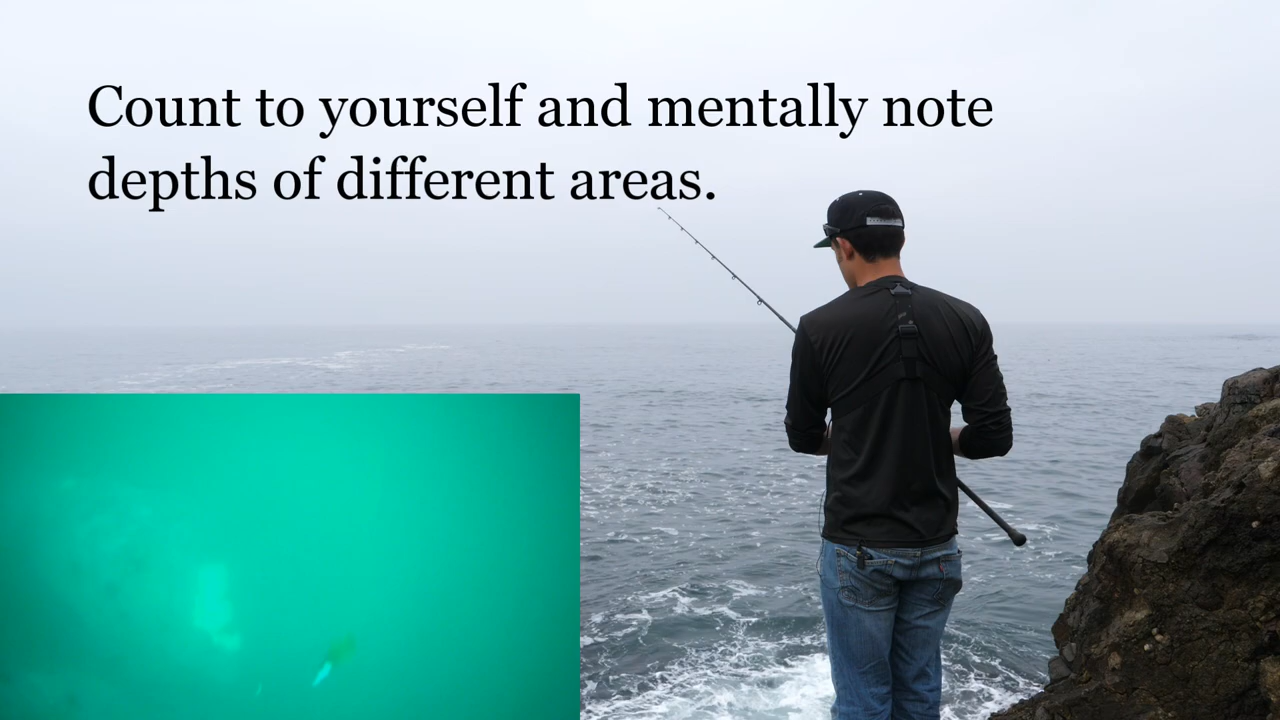 Count to yourself and mentally note
depths of different areas.